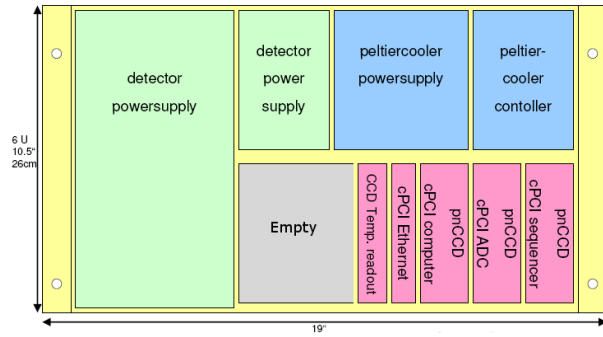 detector
powersupply
detector
power
supply
peltiercooler
powersupply
peltier-
cooler
contoller
6 U
10.5"
26cm
Empty
CCD Temp. readout
cPCI Ethernet
pnCCD
cPCI computer
pnCCD
cPCI ADC
pnCCD
cPCI sequencer
19"